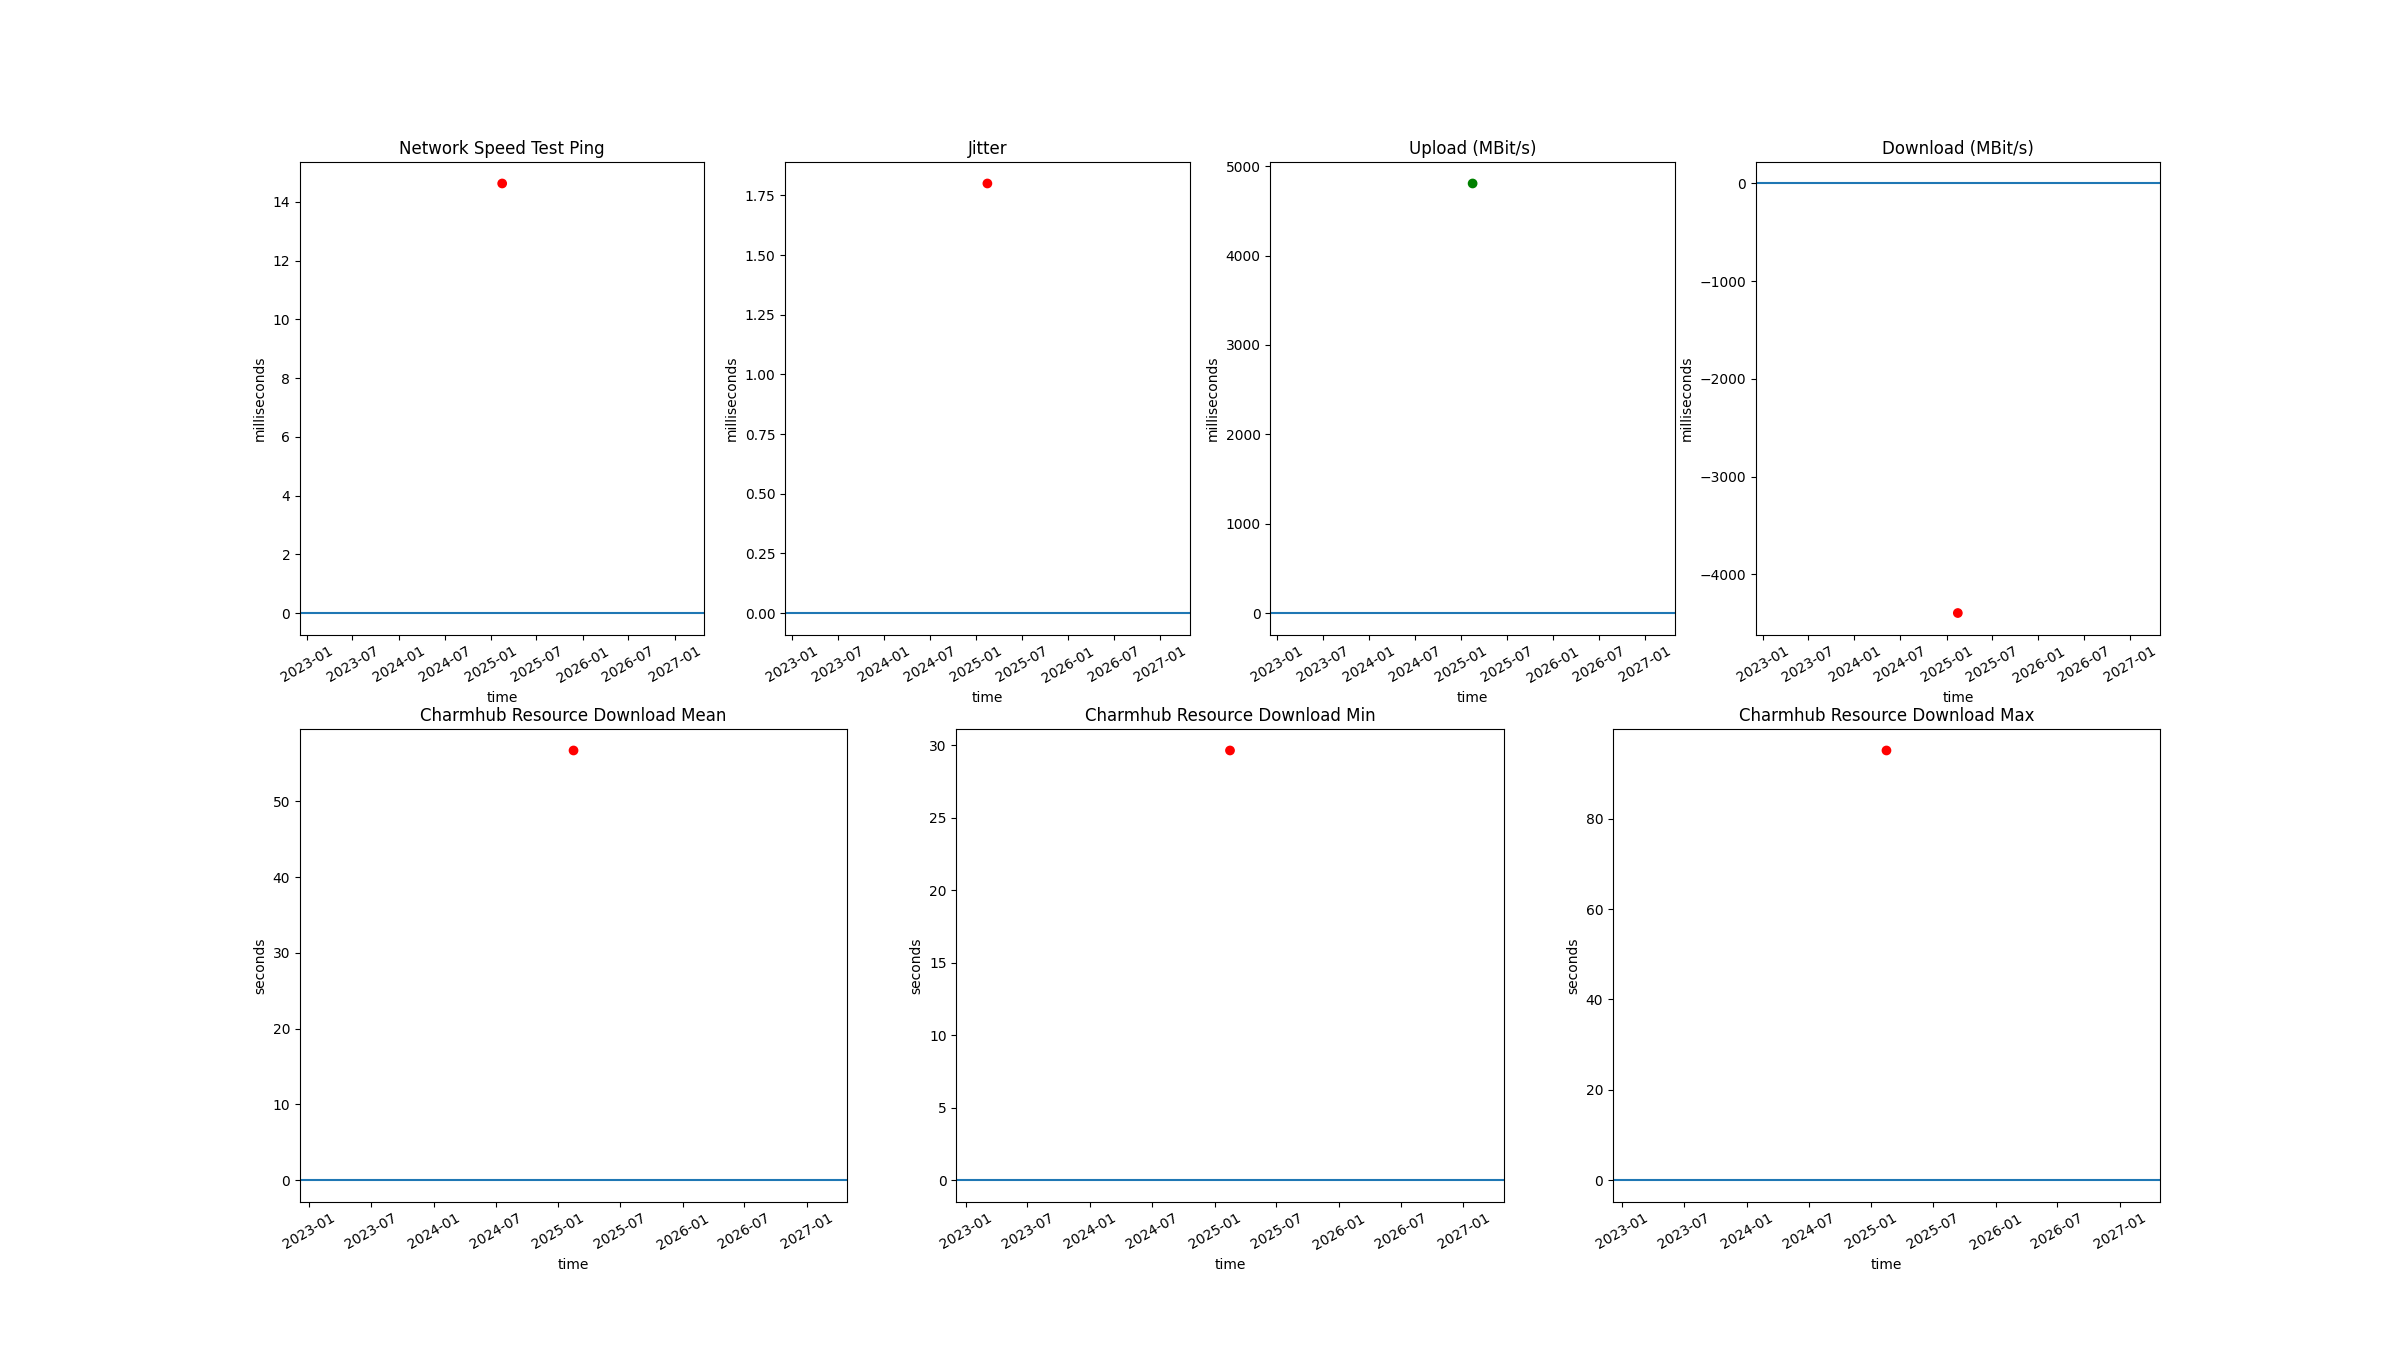 Network Speed Test Ping
milliseconds
14
12
10
8
6
4
2
0
2023-01 2023-07 2024-01 2024-07 2025-01 2025-07 2026-01 2026-07 2027-01
time
Jitter
milliseconds
1.75
1.50
1.25
1.00
0.75
0.50
0.25
0.00
2023-01 2023-07 2024-01 2024-07 2025-01 2025-07 2026-01 2026-07 2027-01
time
Upload (MBit/s)
milliseconds
5000
4000
3000
2000
1000
0
2023-01 2023-07 2024-01 2024-07 2025-01 2025-07 2026-01 2026-07 2027-01
time
Download (MBit/s)
milliseconds
0
−1000
−2000
−3000
−4000
2023-01 2023-07 2024-01 2024-07 2025-01 2025-07 2026-01 2026-07 2027-01
time
Charmhub Resource Download Mean
seconds
50
40
30
20
10
0
2023-01 2023-07 2024-01 2024-07 2025-01 2025-07 2026-01 2026-07 2027-01
time
Charmhub Resource Download Min
seconds
30
25
20
15
10
5
0
2023-01 2023-07 2024-01 2024-07 2025-01 2025-07 2026-01 2026-07 2027-01
time
Charmhub Resource Download Max
seconds
80
60
40
20
0
2023-01 2023-07 2024-01 2024-07 2025-01 2025-07 2026-01 2026-07 2027-01
time